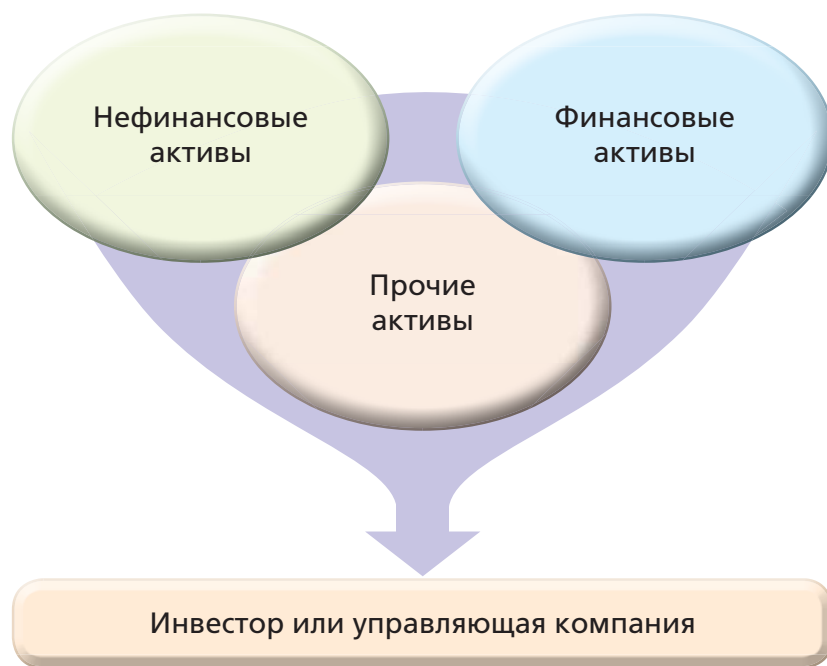 Нефинансовые
активы
Финансовые
активы
Прочие
активы
Инвестор или управляющая компания